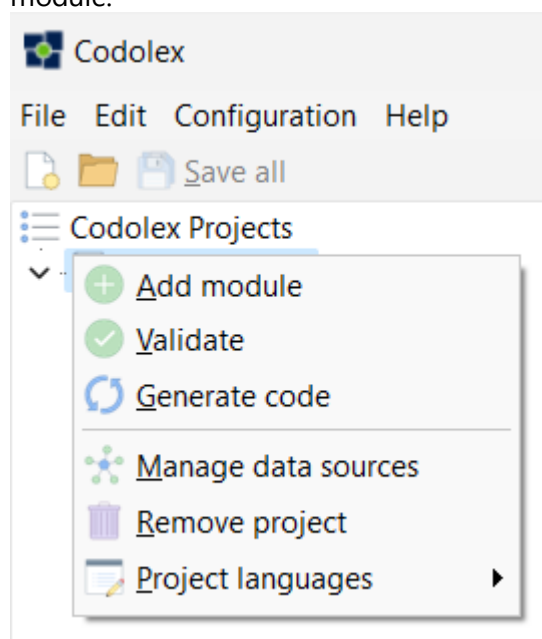 module.
Codolex
File Edit Configuration Help
Save all
Codolex Projects
Add module
Validate
Generate code
Manage data sources
Remove project
Project languages